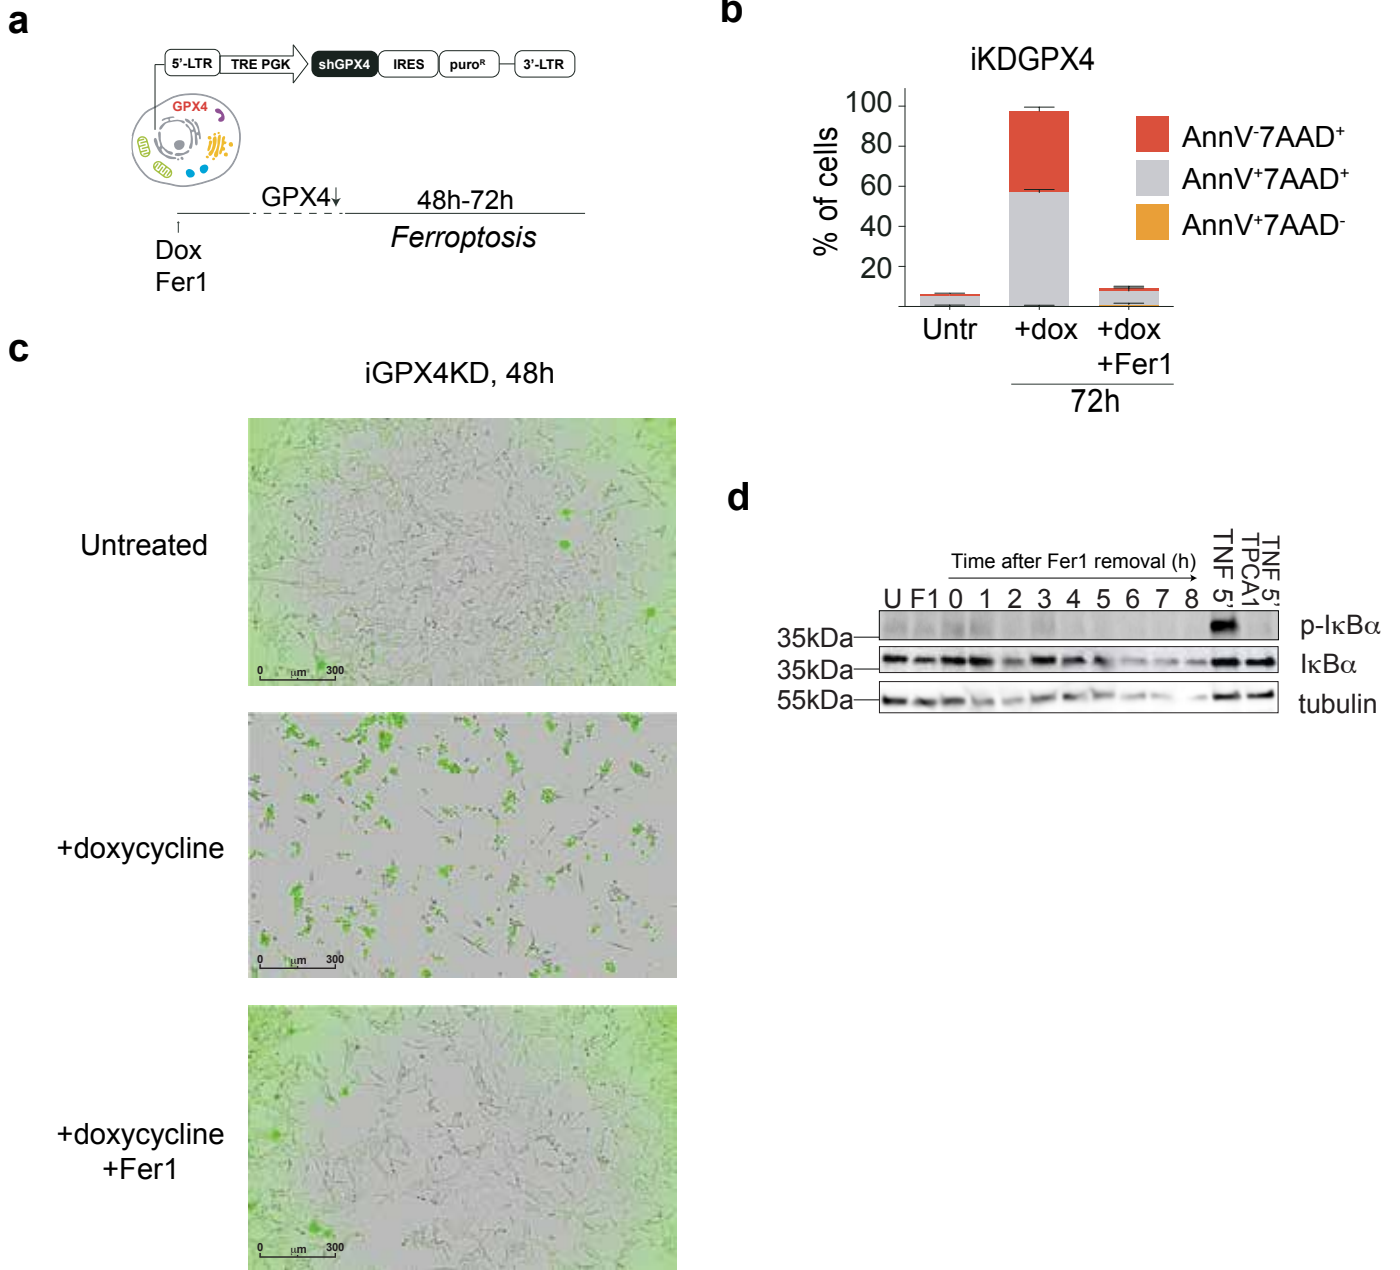 a
5'-LTR TRE PGK shGPX4 IRES puroᴿ 3'-LTR
GPX4
GPX4↓ 48h-72h
Ferroptosis
↑
Dox
Fer1
b
iKDGPX4
% of cells
100
80
60
40
20
Untr
+dox
+dox
+Fer1
72h
AnnV⁻7AAD⁺
AnnV⁺7AAD⁺
AnnV⁺7AAD⁻
c
iGPX4KD, 48h
Untreated
0 µm 300
+doxycycline
0 µm 300
+doxycycline
+Fer1
0 µm 300
d
Time after Fer1 removal (h)
U F1 0 1 2 3 4 5 6 7 8
TNF 5'
TNF 5'
TPCA1
35kDa p-IκBα
35kDa IκBα
55kDa tubulin